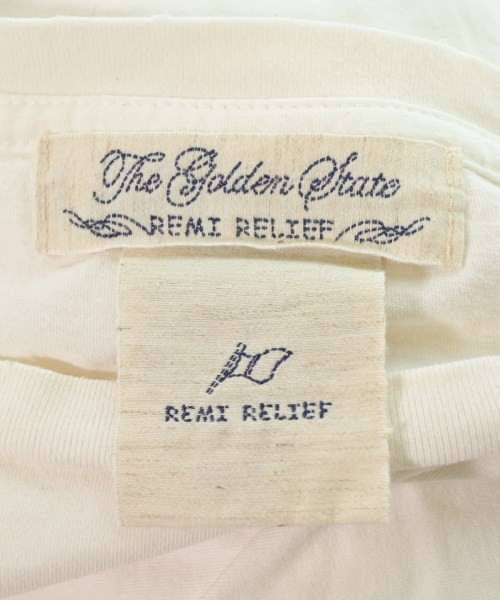 The Golden State
REMI RELIEF
REMI RELIEF